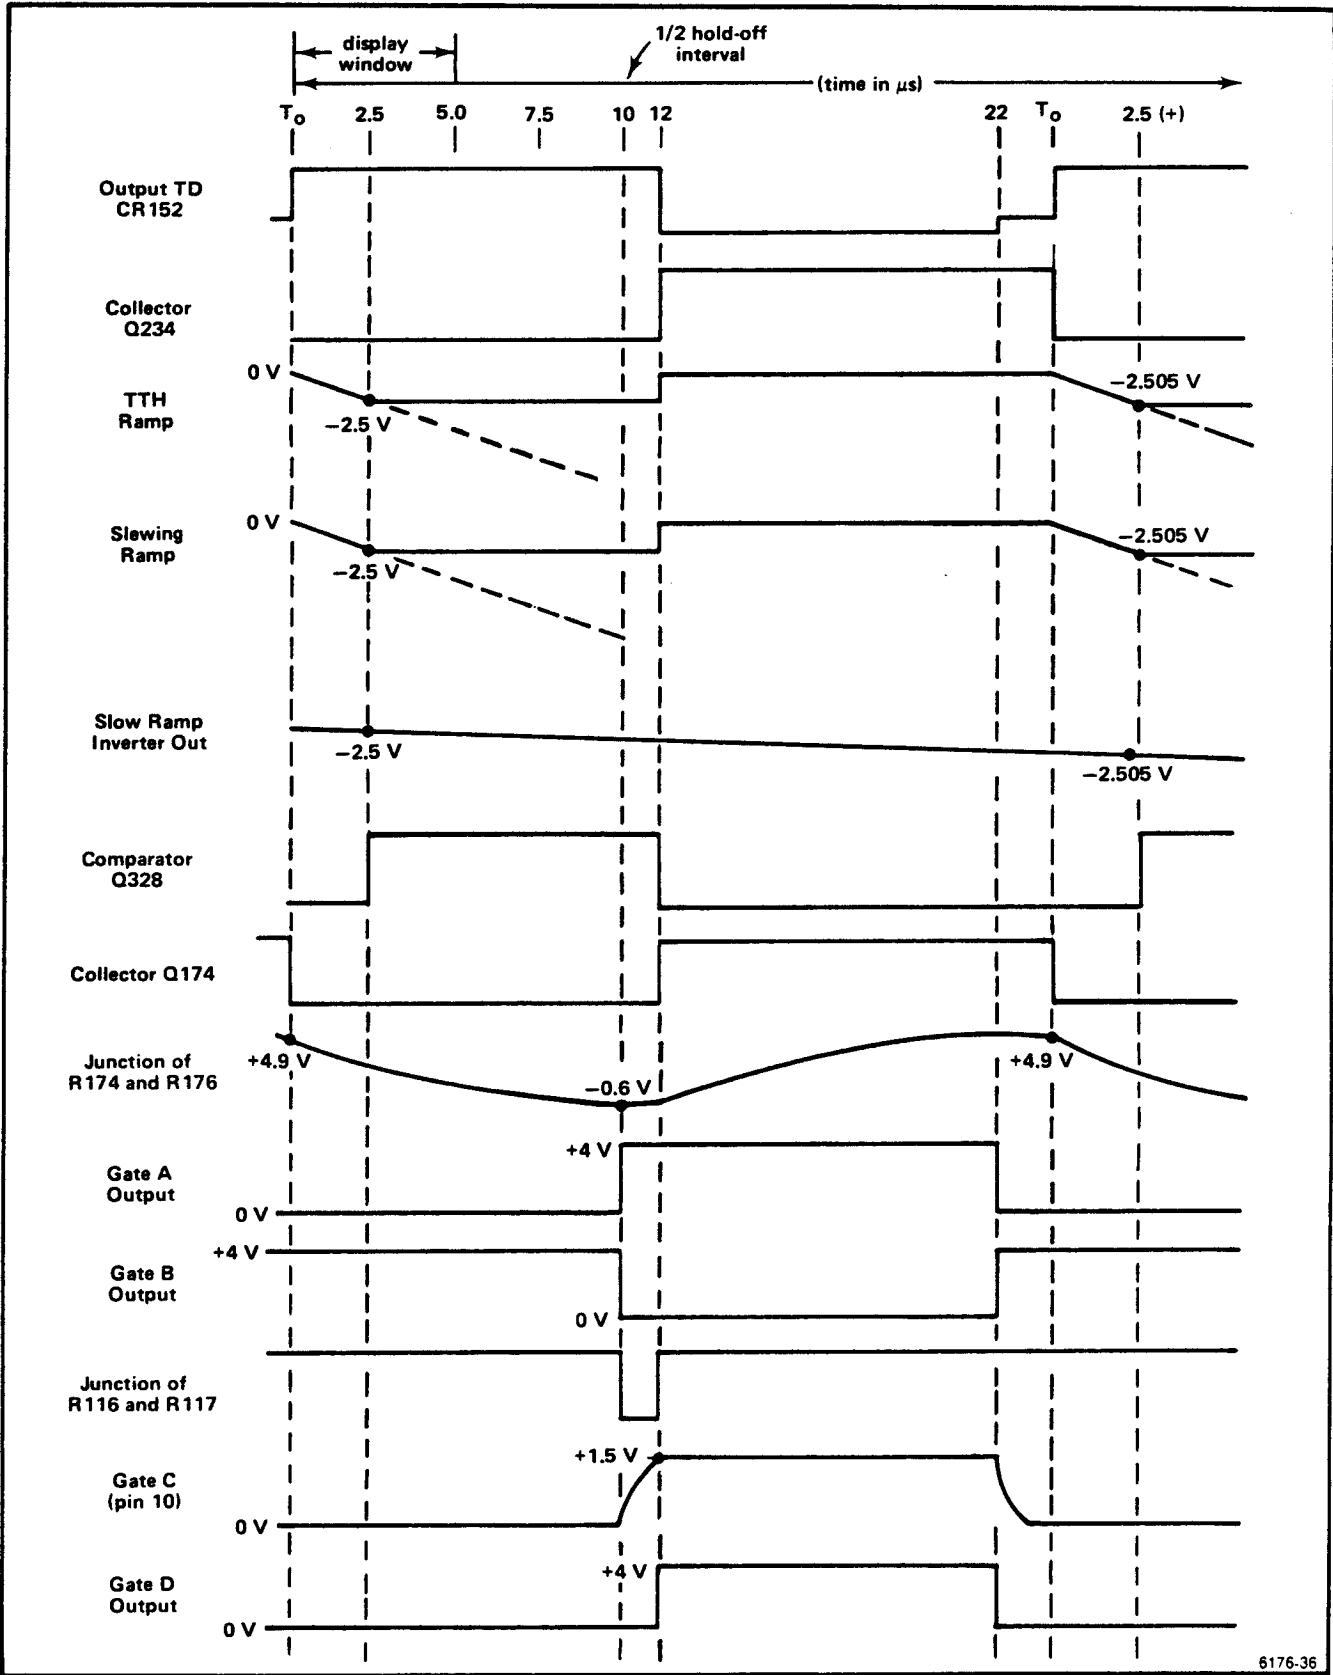 display
window
1/2 hold-off
interval
(time in μs)
To 2.5 5.0 7.5 10 12 22 To 2.5 (+)
Output TD
CR152
Collector
Q234
0 V
TTH
Ramp
−2.5 V
−2.505 V
0 V
Slewing
Ramp
−2.5 V
−2.505 V
Slow Ramp
Inverter Out
−2.5 V
−2.505 V
Comparator
Q328
Collector Q174
Junction of
R174 and R176
+4.9 V
−0.6 V
+4.9 V
Gate A
Output
+4 V
0 V
+4 V
Gate B
Output
0 V
Junction of
R116 and R117
Gate C
(pin 10)
+1.5 V
0 V
Gate D
Output
+4 V
0 V
6176-36